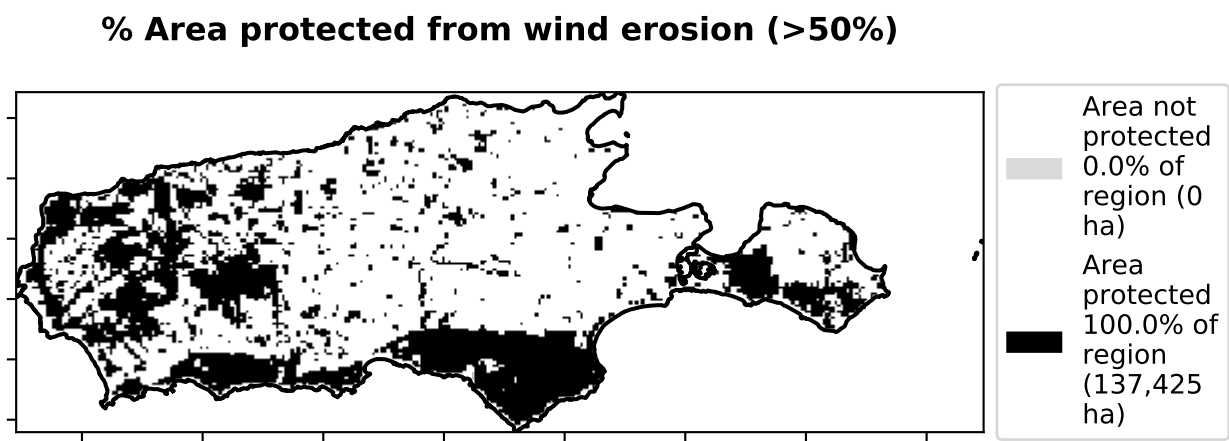 % Area protected from wind erosion (>50%)
Area not
protected
0.0% of
region (0
ha)
Area
protected
100.0% of
region
(137,425
ha)